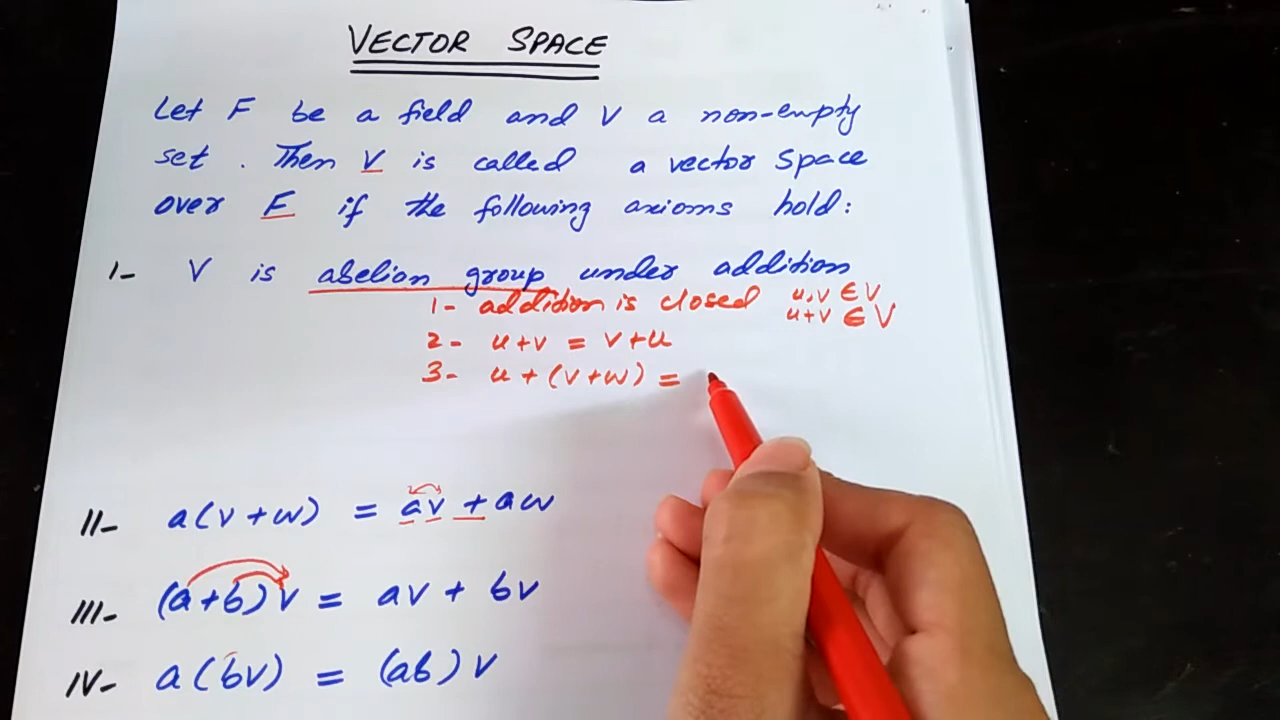 VECTOR SPACE
Let F be a field and V a non-empty
set. Then V is called a vector space
over F if the following axioms hold:
I- V is abelian group under addition
1- addition is closed u,v ∈ V
u+v ∈ V
2- u+v = v+u
3- u+(v+w) =
II- a(v+w) = av + aw
III- (a+b)v = av + bv
IV- a(bv) = (ab)v